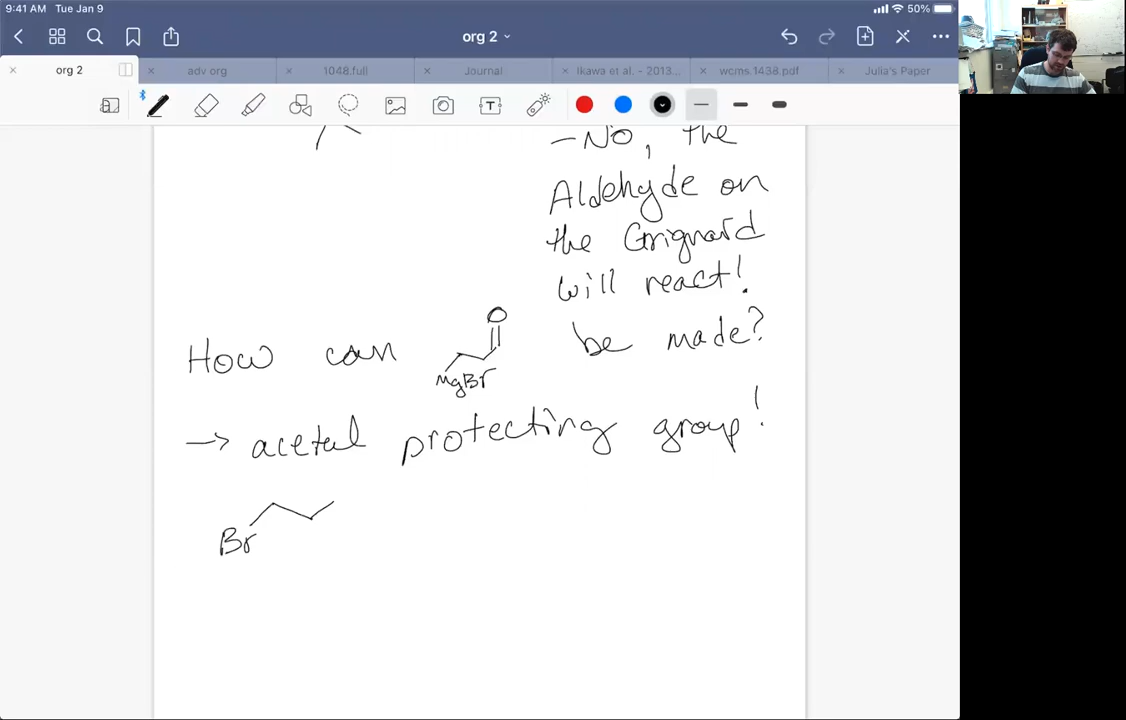 9:41 AM Tue Jan 9
50%
org 2
org 2
adv org
1048.full
Journal
Ikawa et al. - 2013...
wcms.1438.pdf
Julia's Paper
T
-No, the
Aldehyde on
the Grignard
will react!
How can be made?
O
MgBr
→ acetal protecting group!
Br